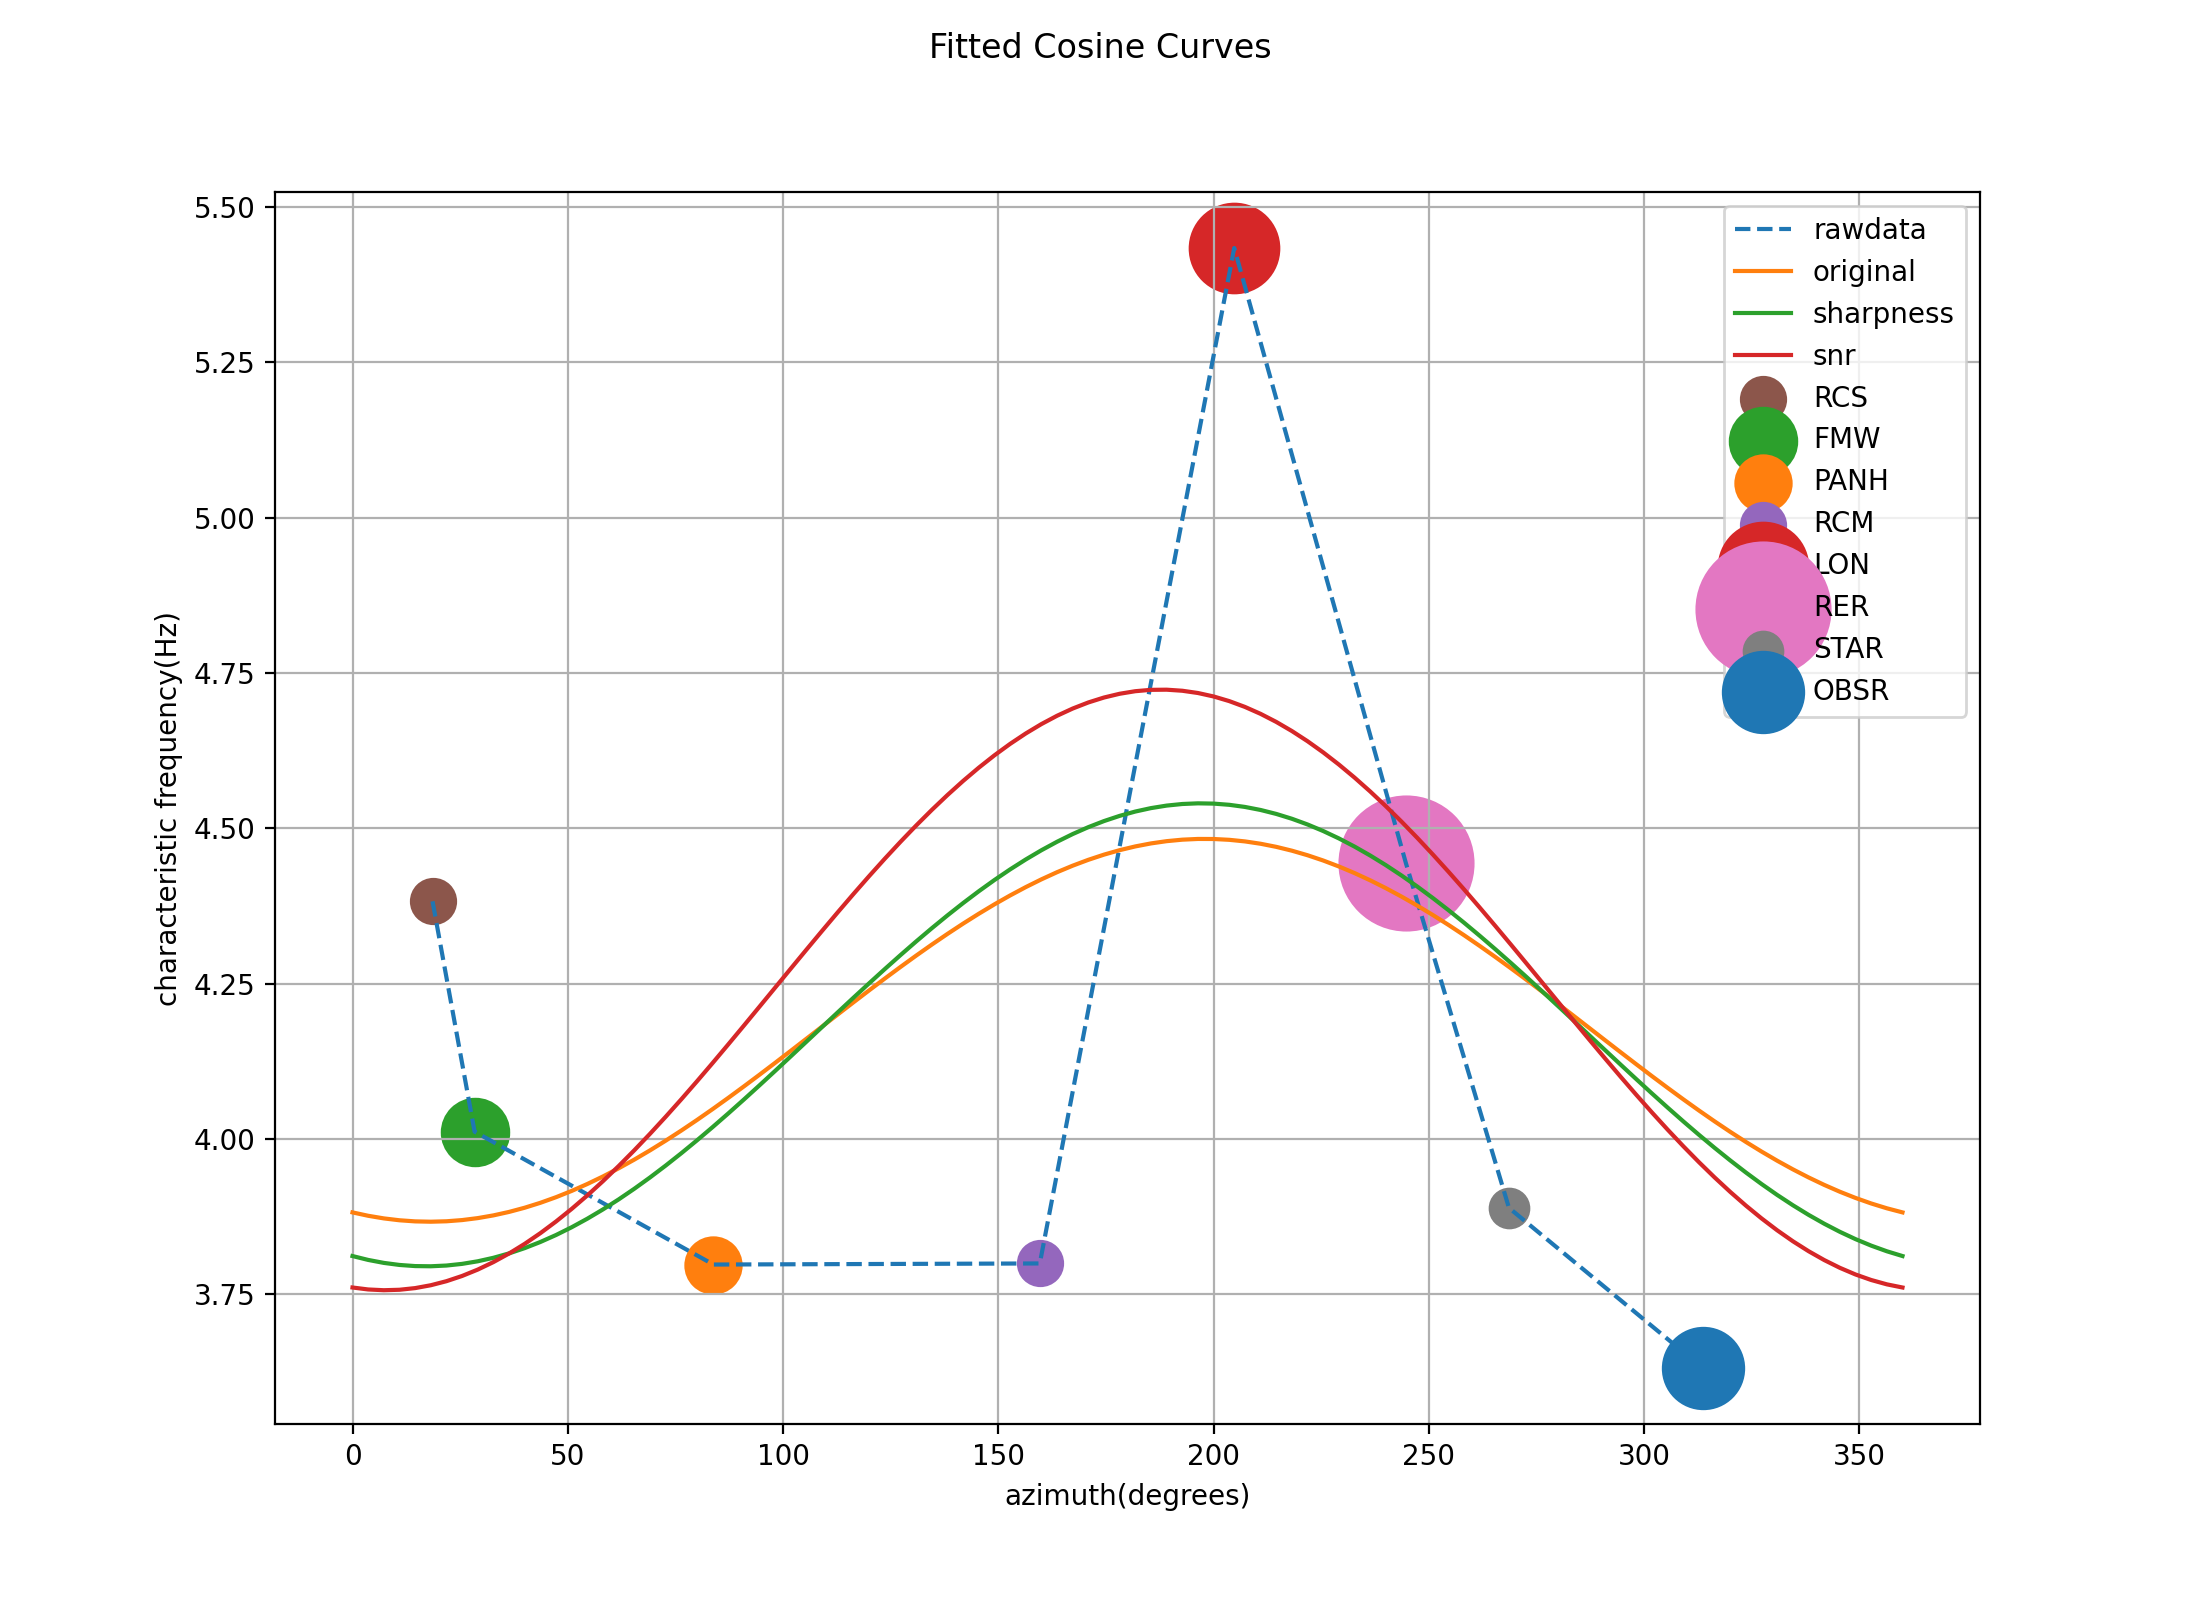 Fitted Cosine Curves
5.50
5.25
5.00
4.75
4.50
4.25
4.00
3.75
characteristic frequency(Hz)
rawdata
original
sharpness
snr
RCS
FMW
PANH
RCM
LON
RER
STAR
OBSR
0 50 100 150 200 250 300 350
azimuth(degrees)